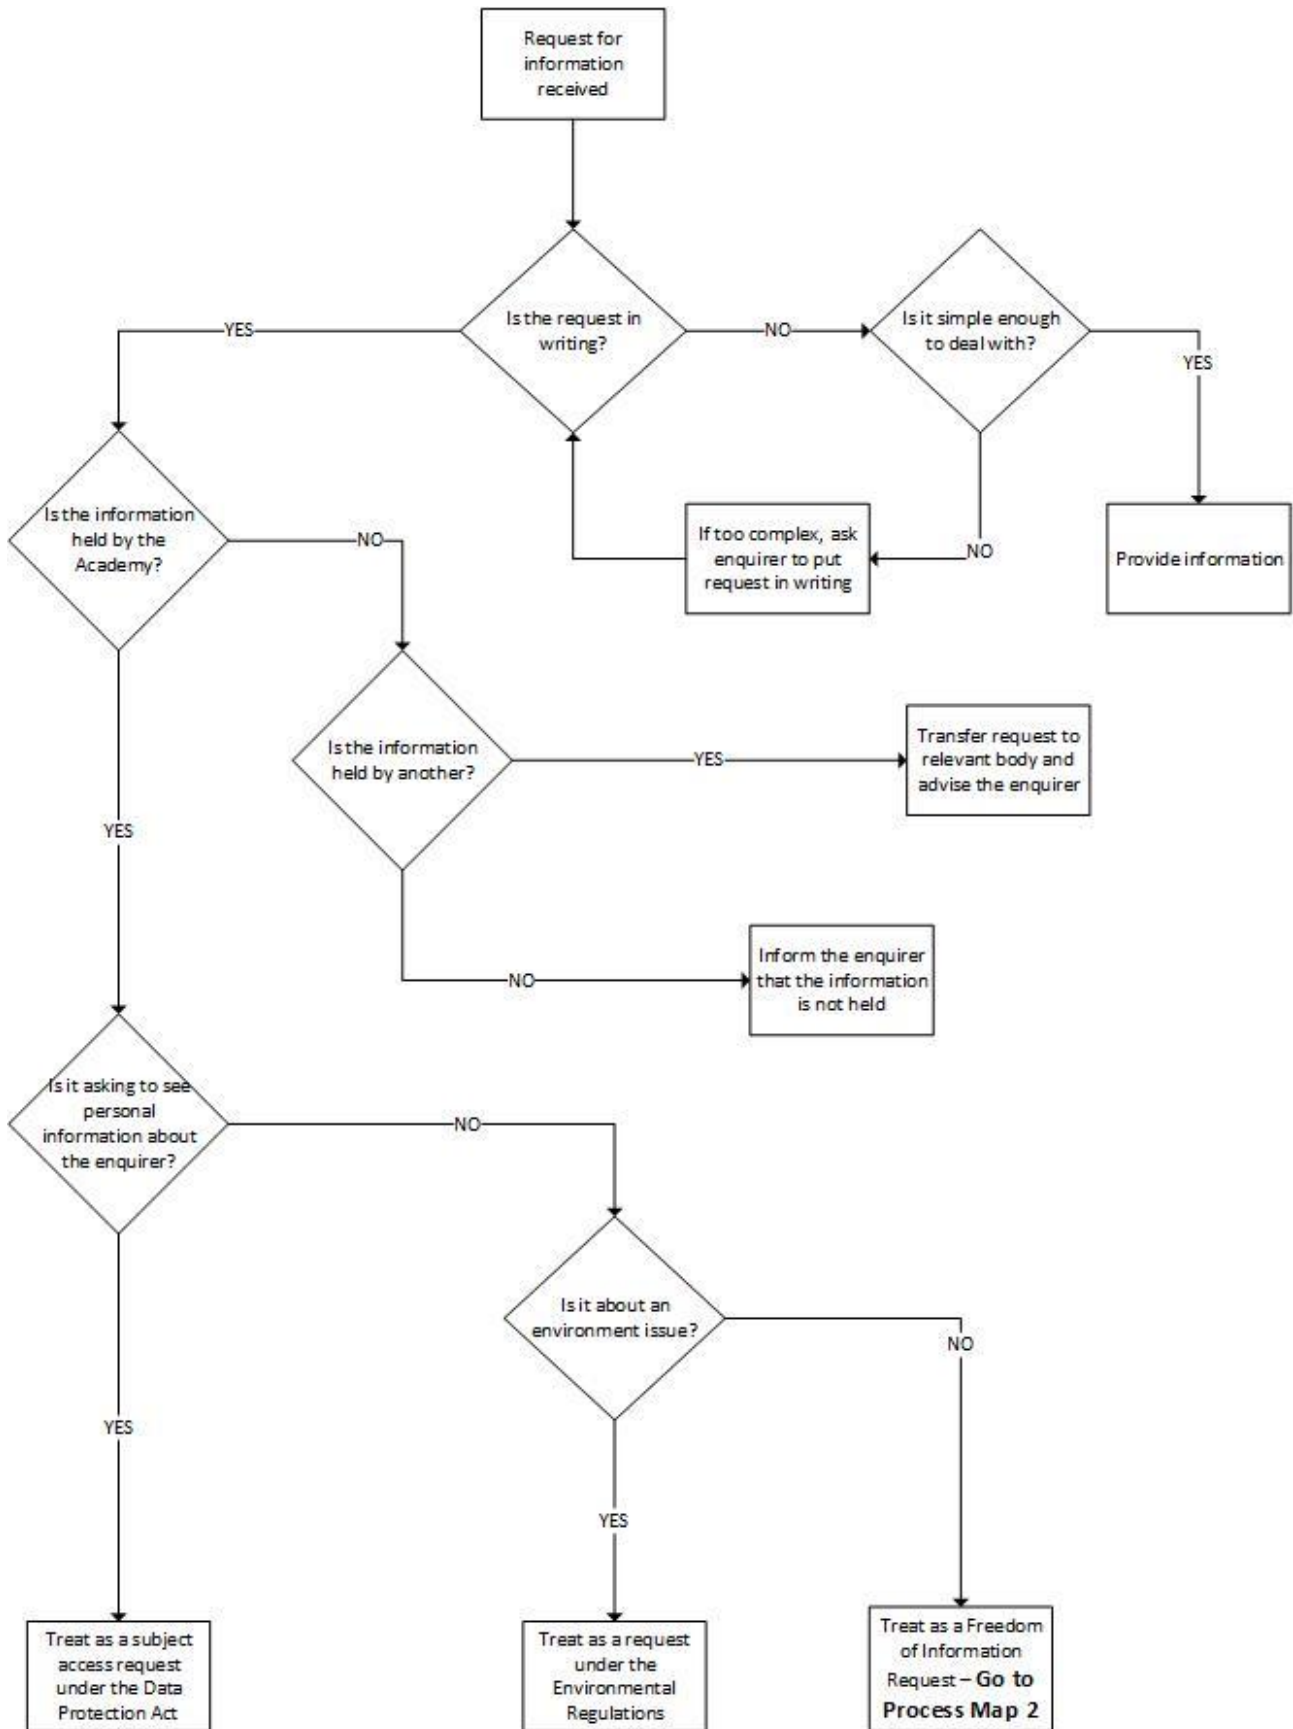 Request for
information
received
Is the request in
writing?
YES
NO
Is it simple enough
to deal with?
YES
NO
If too complex, ask
enquirer to put
request in writing
Provide information
Is the information
held by the
Academy?
NO
YES
Is the information
held by another?
YES
Transfer request to
relevant body and
advise the enquirer
NO
Inform the enquirer
that the information
is not held
Is it asking to see
personal
information about
the enquirer?
NO
YES
Is it about an
environment issue?
NO
YES
Treat as a subject
access request
under the Data
Protection Act
Treat as a request
under the
Environmental
Regulations
Treat as a Freedom
of Information
Request – Go to
Process Map 2